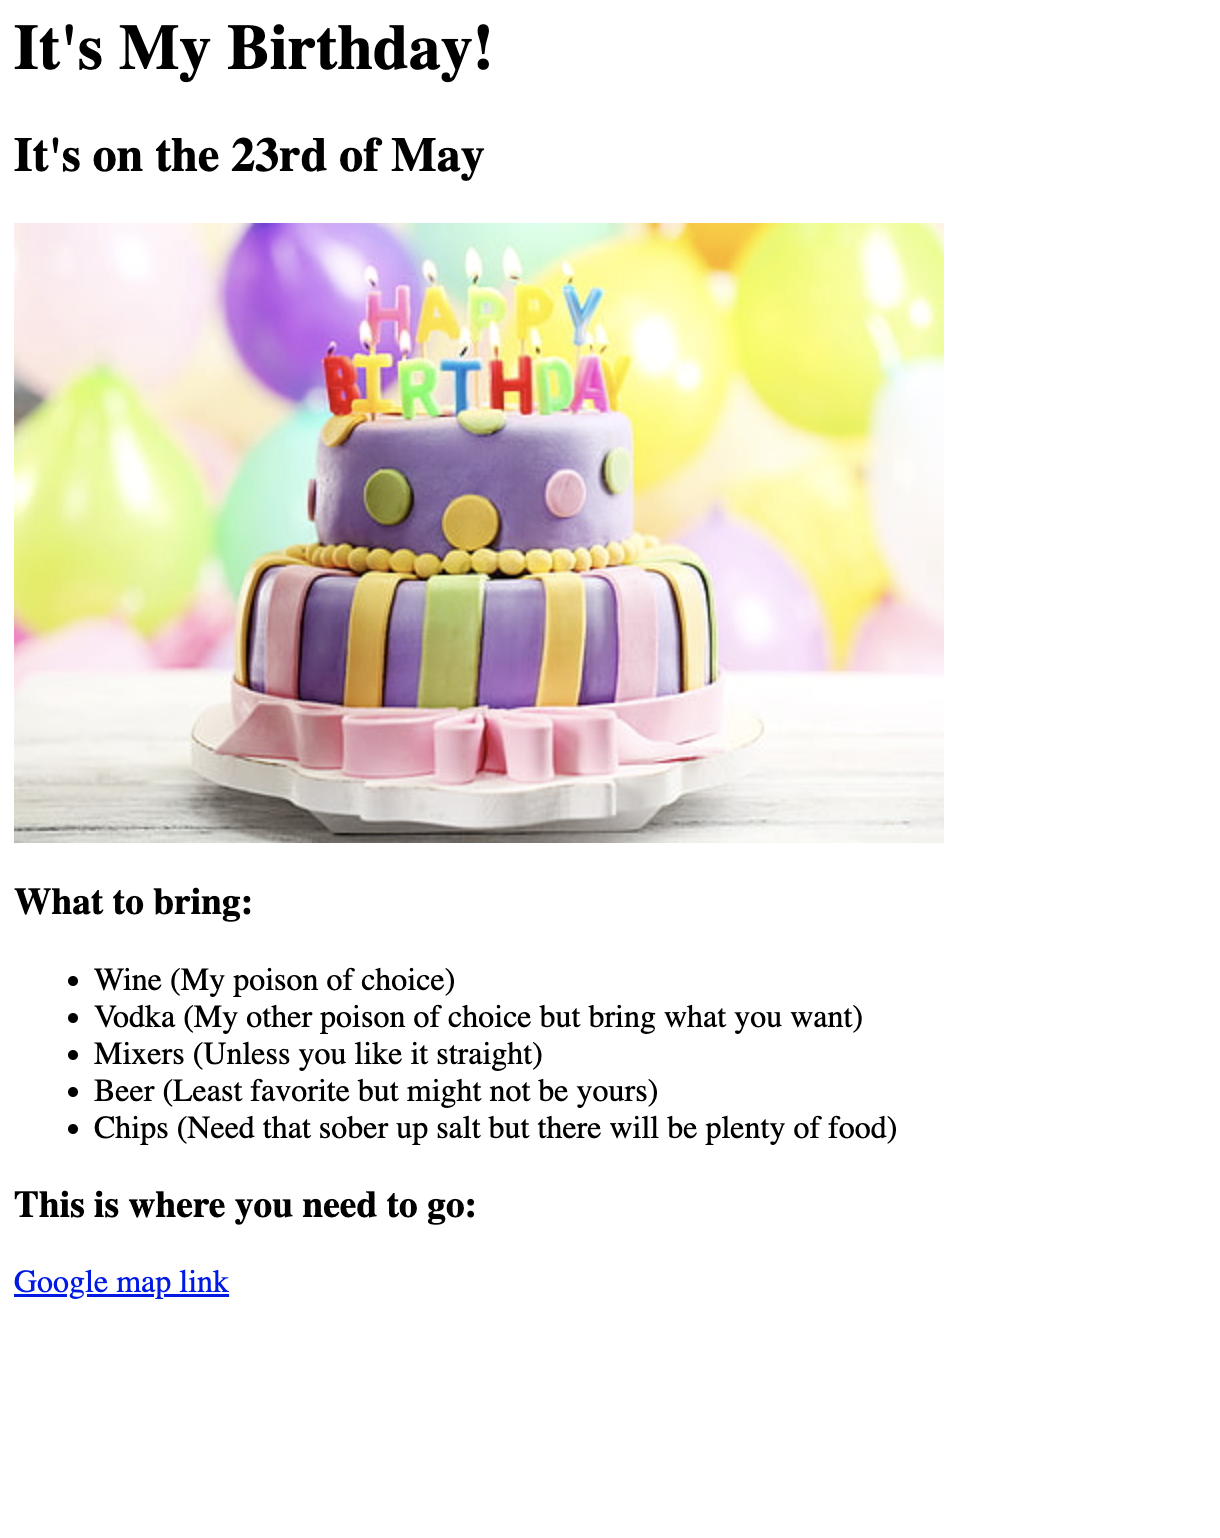 It's My Birthday!
It's on the 23rd of May
HAPPY
BIRTHDAY
What to bring:
Wine (My poison of choice)
Vodka (My other poison of choice but bring what you want)
Mixers (Unless you like it straight)
Beer (Least favorite but might not be yours)
Chips (Need that sober up salt but there will be plenty of food)
This is where you need to go:
Google map link